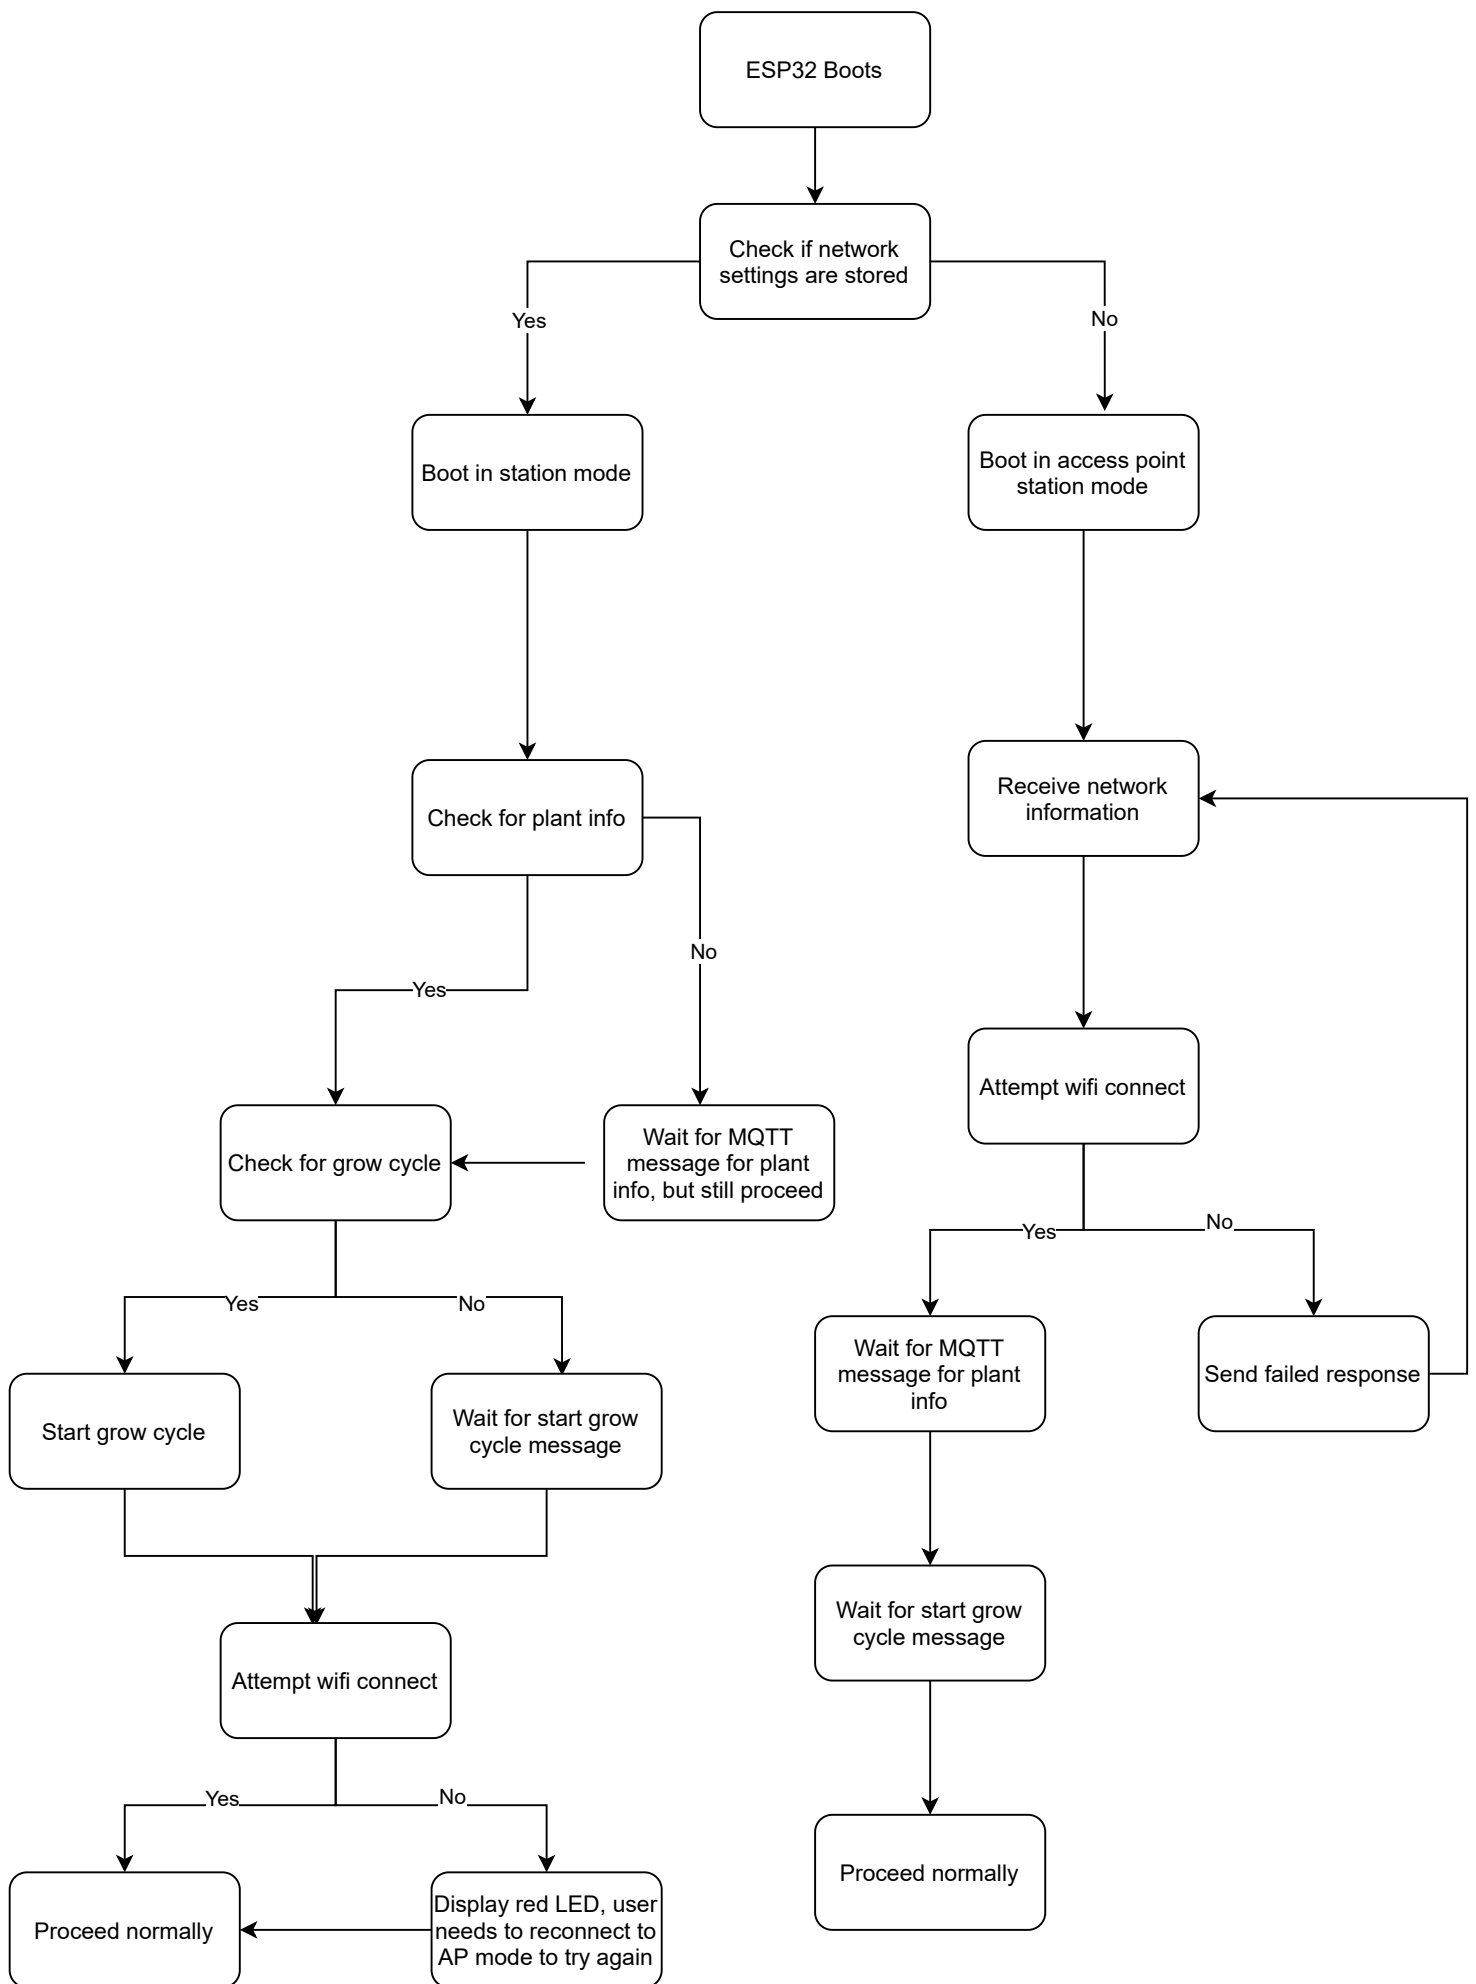 ESP32 Boots
Check if network
settings are stored
Yes
No
Boot in station mode
Boot in access point
station mode
Check for plant info
Receive network
information
No
Yes
Check for grow cycle
Wait for MQTT
message for plant
info, but still proceed
Attempt wifi connect
Yes
No
Yes
No
Start grow cycle
Wait for start grow
cycle message
Wait for MQTT
message for plant
info
Send failed response
Attempt wifi connect
Wait for start grow
cycle message
Yes
No
Proceed normally
Display red LED, user
needs to reconnect to
AP mode to try again
Proceed normally